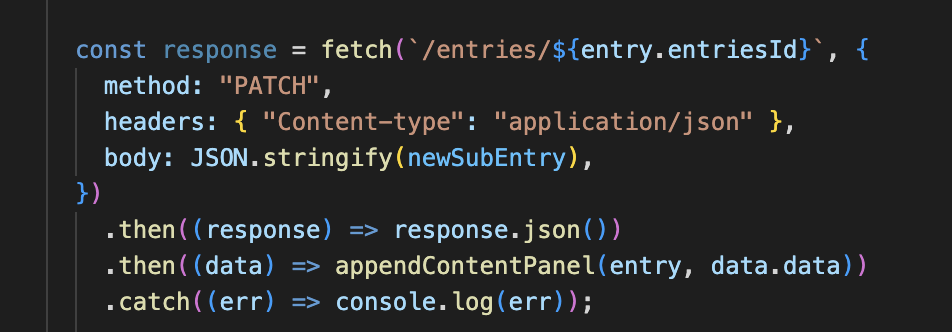 const response = fetch(`/entries/${entry.entriesId}`, {
method: "PATCH",
headers: { "Content-type": "application/json" },
body: JSON.stringify(newSubEntry),
})
.then((response) => response.json())
.then((data) => appendContentPanel(entry, data.data))
.catch((err) => console.log(err));